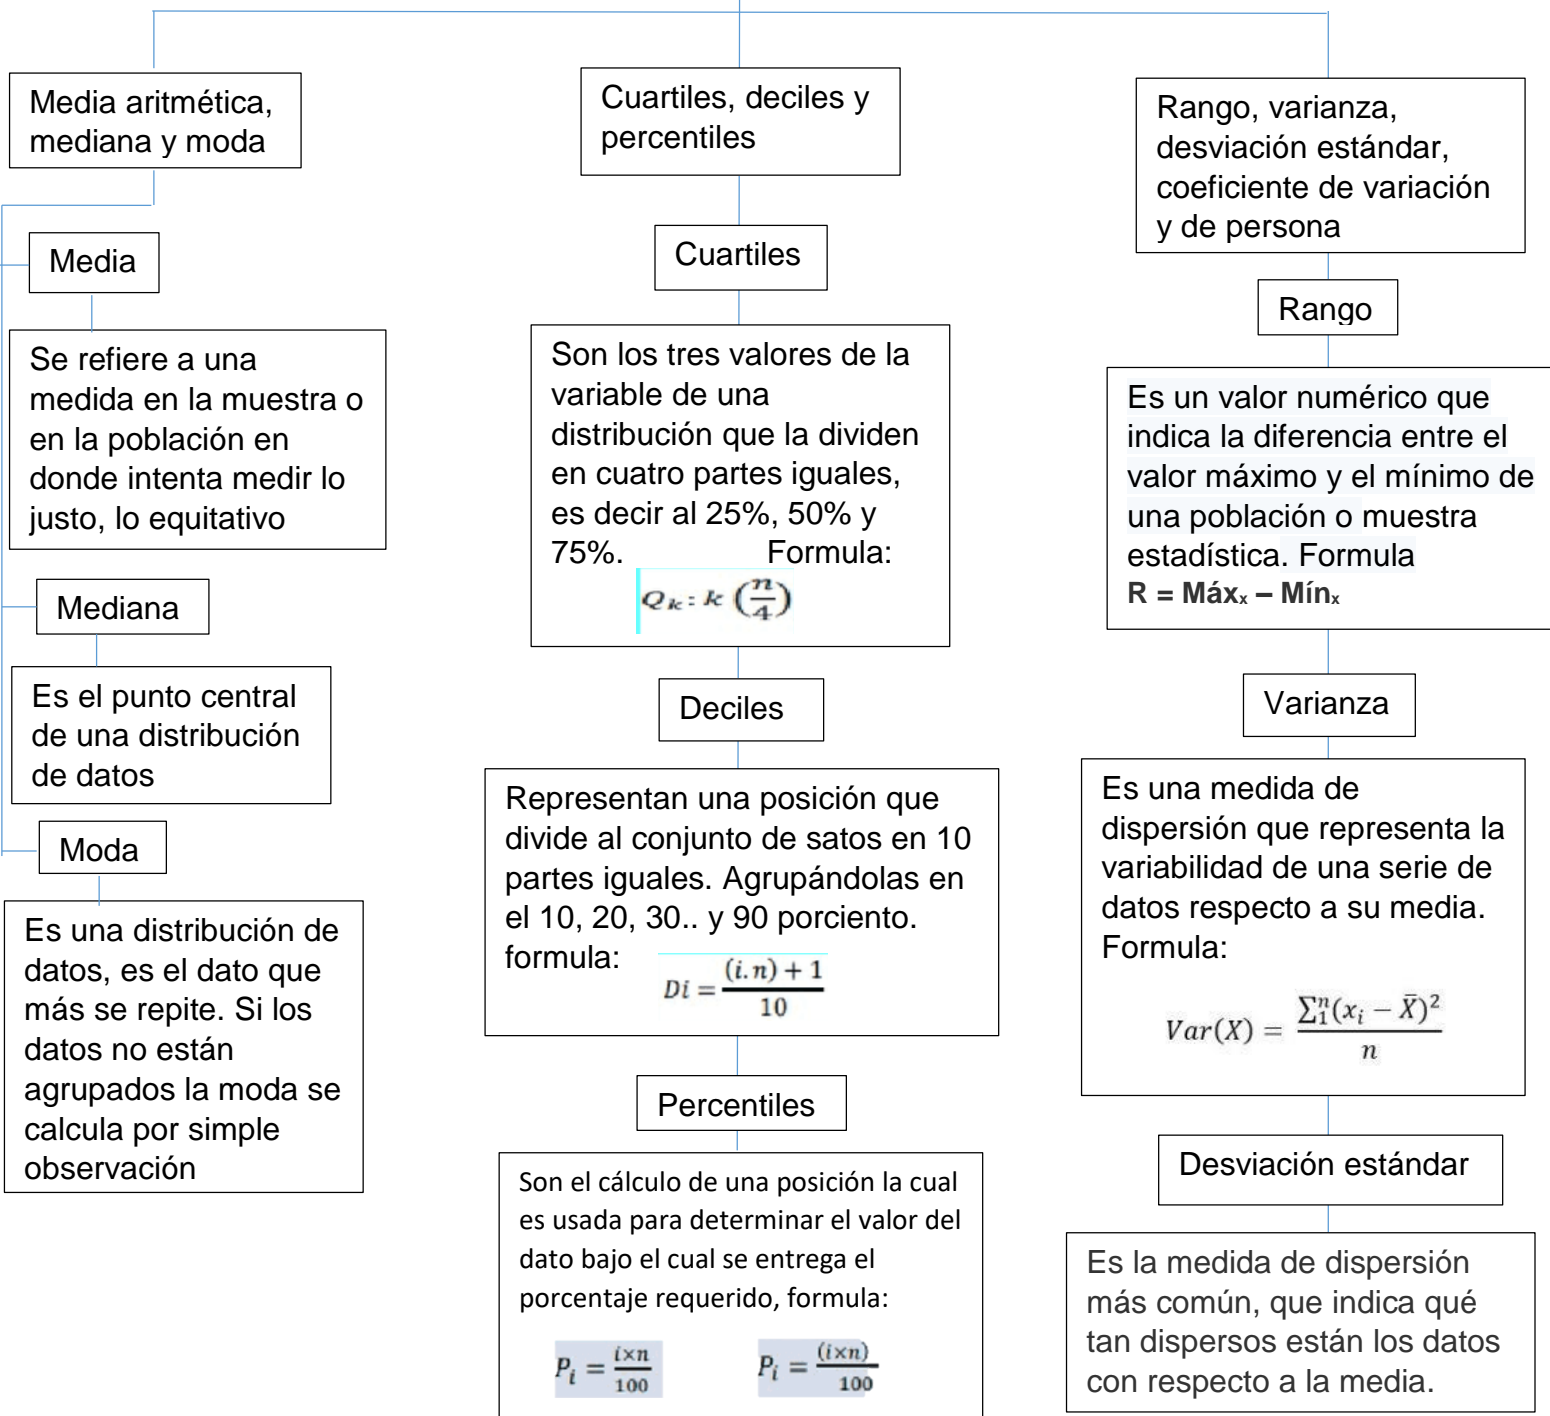 Media aritmética,
mediana y moda
Media
Se refiere a una
medida en la muestra o
en la población en
donde intenta medir lo
justo, lo equitativo
Mediana
Es el punto central
de una distribución
de datos
Moda
Es una distribución de
datos, es el dato que
más se repite. Si los
datos no están
agrupados la moda se
calcula por simple
observación
Cuartiles, deciles y
percentiles
Cuartiles
Son los tres valores de la
variable de una
distribución que la dividen
en cuatro partes iguales,
es decir al 25%, 50% y
75%. Formula:
Qₖ = k (n/4)
Deciles
Representan una posición que
divide al conjunto de satos en 10
partes iguales. Agrupándolas en
el 10, 20, 30.. y 90 porciento.
formula:
Di = (i.n) + 1 / 10
Percentiles
Son el cálculo de una posición la cual
es usada para determinar el valor del
dato bajo el cual se entrega el
porcentaje requerido, formula:
Pᵢ = i×n / 100 Pᵢ = (i×n) / 100
Rango, varianza,
desviación estándar,
coeficiente de variación
y de persona
Rango
Es un valor numérico que
indica la diferencia entre el
valor máximo y el mínimo de
una población o muestra
estadística. Formula
R = Máxₓ – Mínₓ
Varianza
Es una medida de
dispersión que representa la
variabilidad de una serie de
datos respecto a su media.
Formula:
Var(X) = ∑₁ⁿ(xᵢ − X̄)² / n
Desviación estándar
Es la medida de dispersión
más común, que indica qué
tan dispersos están los datos
con respecto a la media.